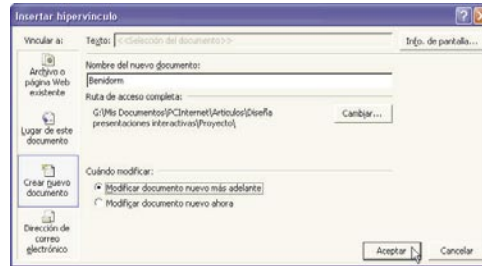 Insertar hipervínculo
Vincular a:
Texto: <<Selección del documento>>
Info. de pantalla...
Archivo o
página Web
existente
Nombre del nuevo documento:
Benidorm
Ruta de acceso completa:
G:\Mis Documentos\PCInternet\Articulos\Diseña
presentaciones interactivas\Proyecto\
Cambiar...
Lugar de este
documento
Crear nuevo
documento
Cuándo modificar:
Modificar documento nuevo más adelante
Modificar documento nuevo ahora
Dirección de
correo
electrónico
Aceptar
Cancelar